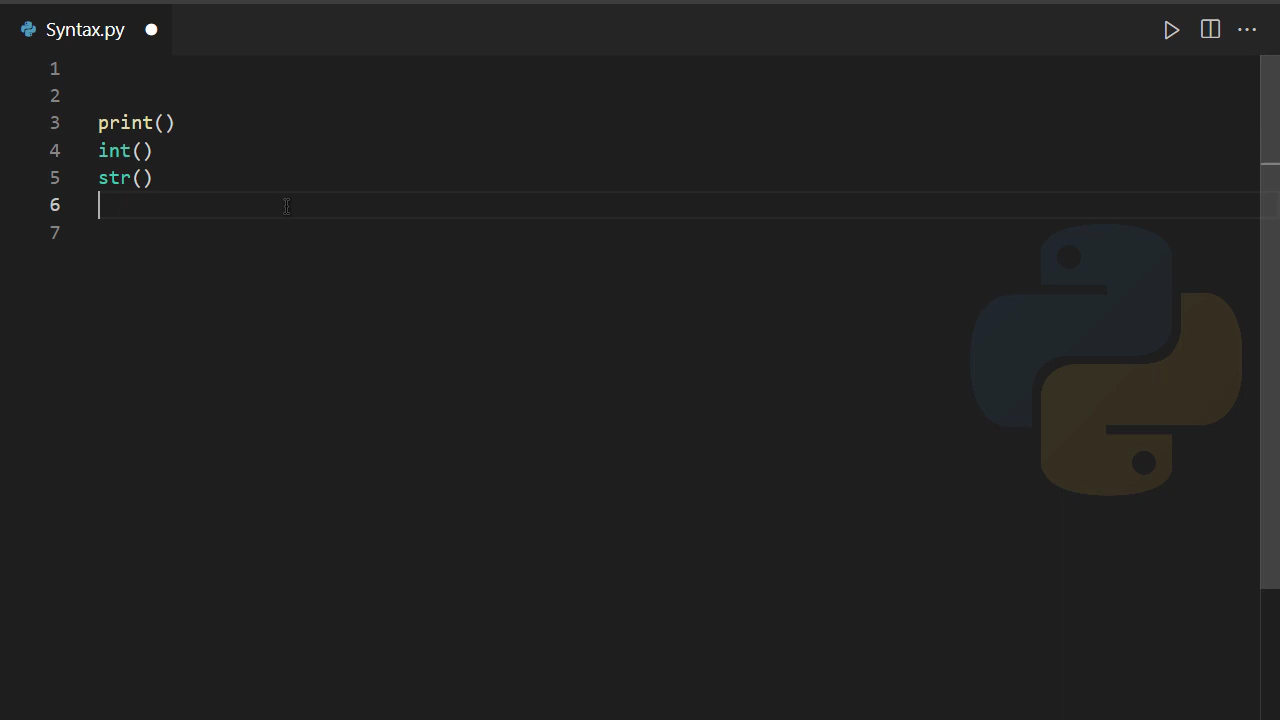 Syntax.py
1
2
3 print()
4 int()
5 str()
6
7